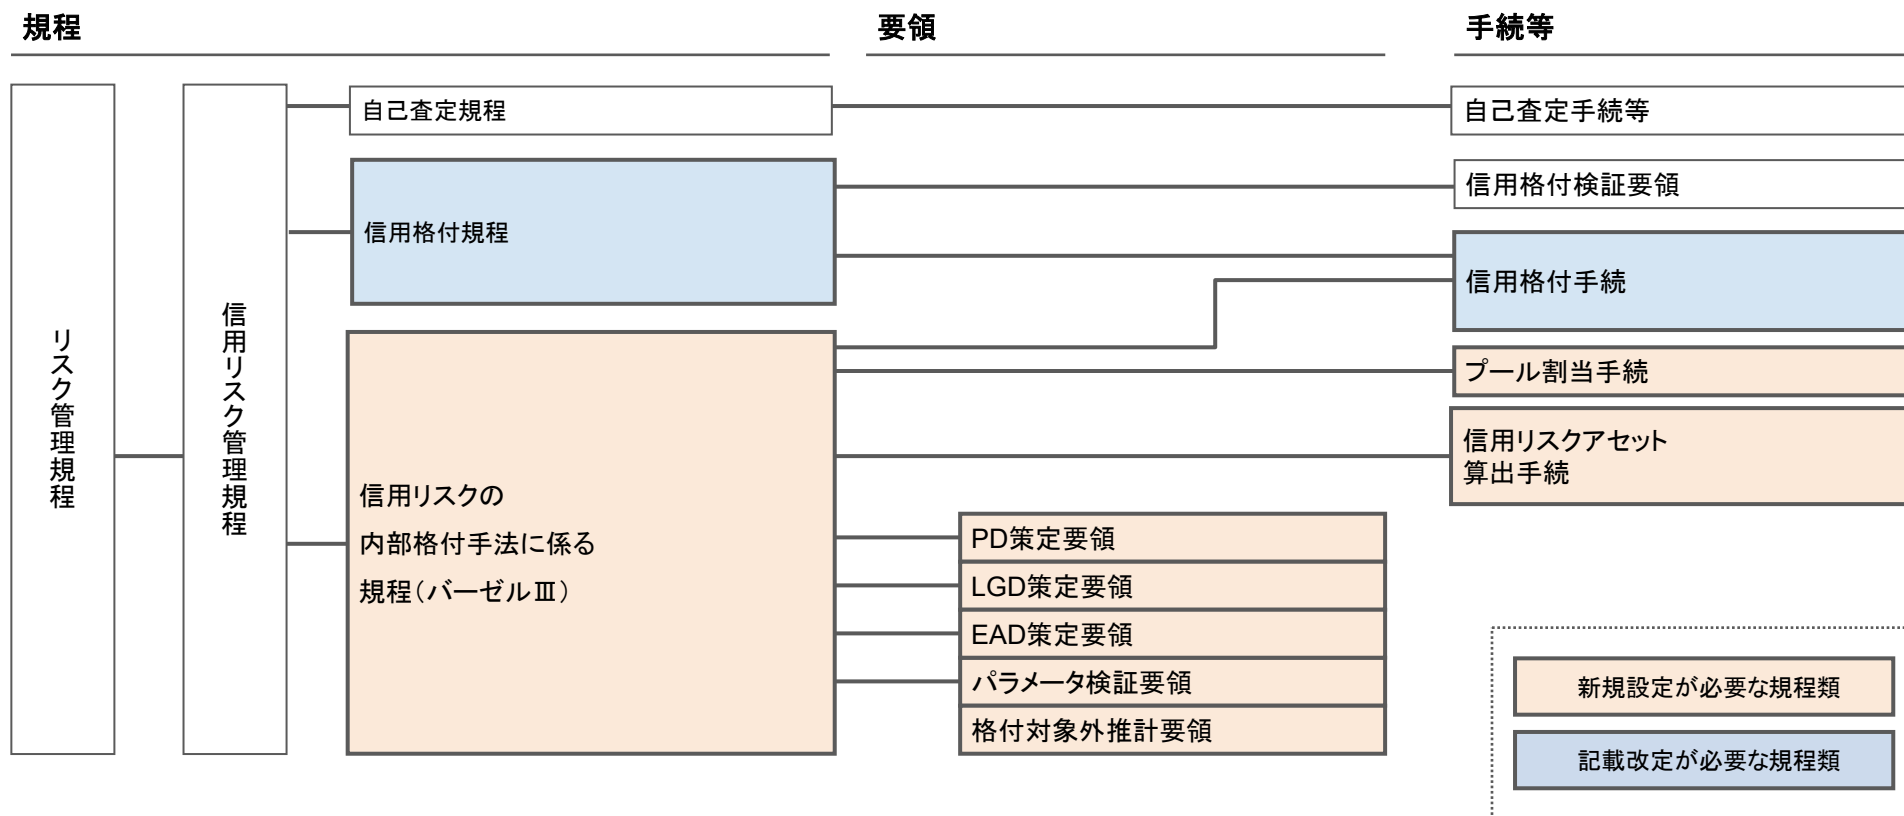 規程
要領
手続等
リスク管理規程
信用リスク管理規程
自己査定規程
自己査定手続等
信用格付規程
信用格付検証要領
信用格付手続
信用リスクの
内部格付手法に係る
規程(バーゼルⅢ)
プール割当手続
信用リスクアセット
算出手続
PD策定要領
LGD策定要領
EAD策定要領
パラメータ検証要領
格付対象外推計要領
新規設定が必要な規程類
記載改定が必要な規程類